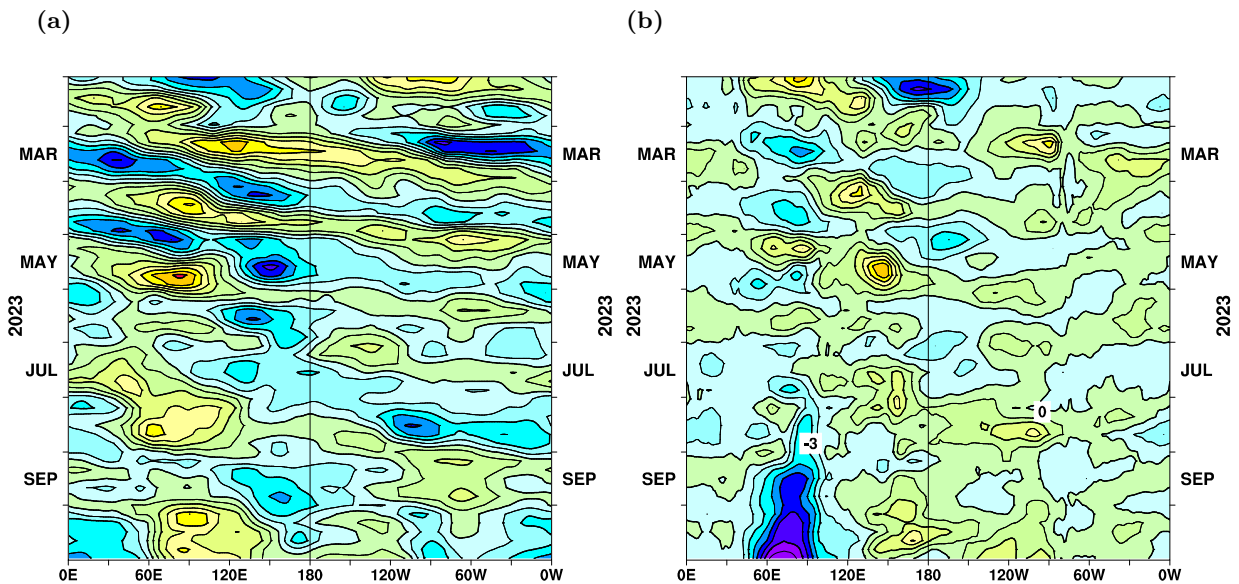 (a) (b)
MAR MAR MAR MAR
MAY MAY MAY MAY
2023 2023 2023 2023
JUL JUL JUL JUL
0
-3
SEP SEP SEP SEP
0E 60E 120E 180 120W 60W 0W 0E 60E 120E 180 120W 60W 0W